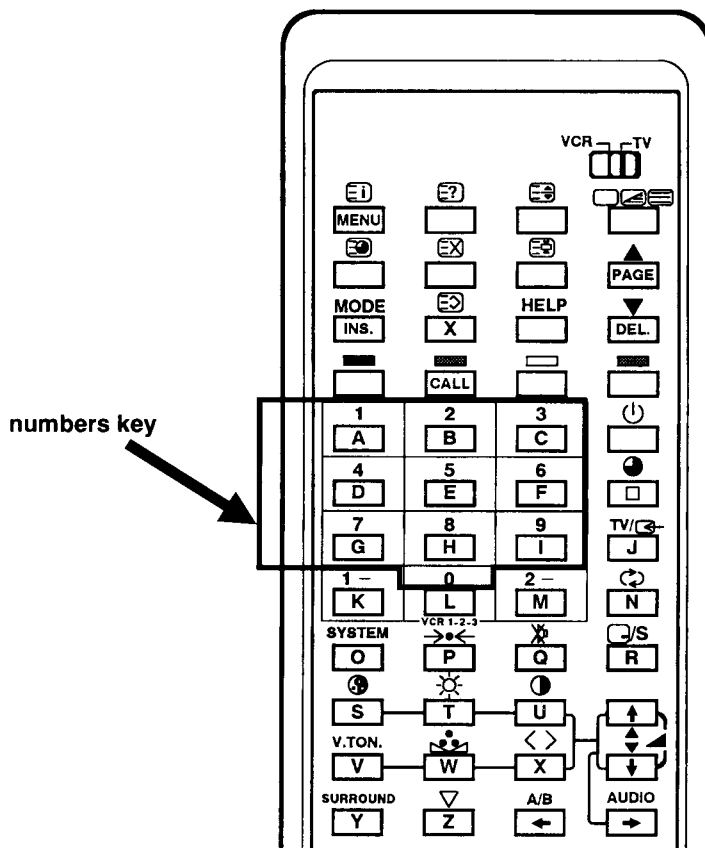 VCR TV
MENU
PAGE
MODE HELP
INS. X DEL.
CALL
1 2 3
numbers key
A B C
4 5 6
D E F
7 8 9 TV/
G H I J
1 – 0 2 –
K L M N
VCR 1-2-3
SYSTEM /S
O P Q R
S T U
V.TON. < >
V W X
SURROUND A/B AUDIO
Y Z